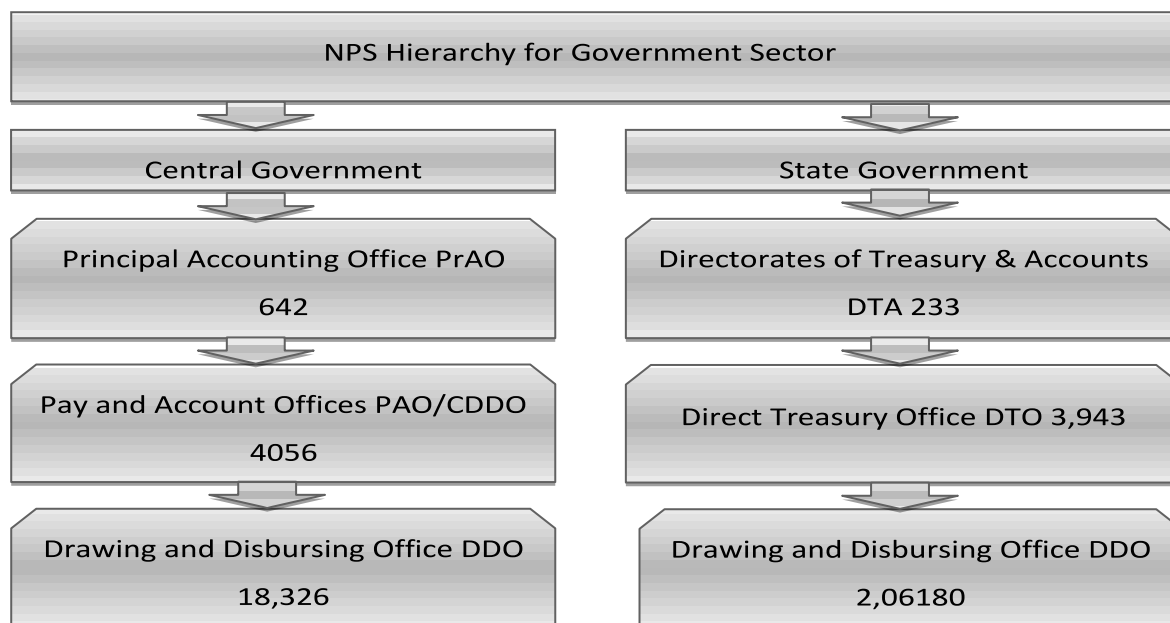 NPS Hierarchy for Government Sector
Central Government
Principal Accounting Office PrAO
642
Pay and Account Offices PAO/CDDO
4056
Drawing and Disbursing Office DDO
18,326
State Government
Directorates of Treasury & Accounts
DTA 233
Direct Treasury Office DTO 3,943
Drawing and Disbursing Office DDO
2,06180